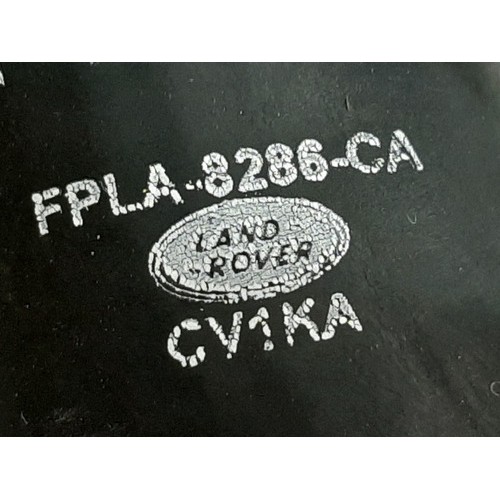 FPLA-8286-CA
LAND
-ROVER
CV1KA